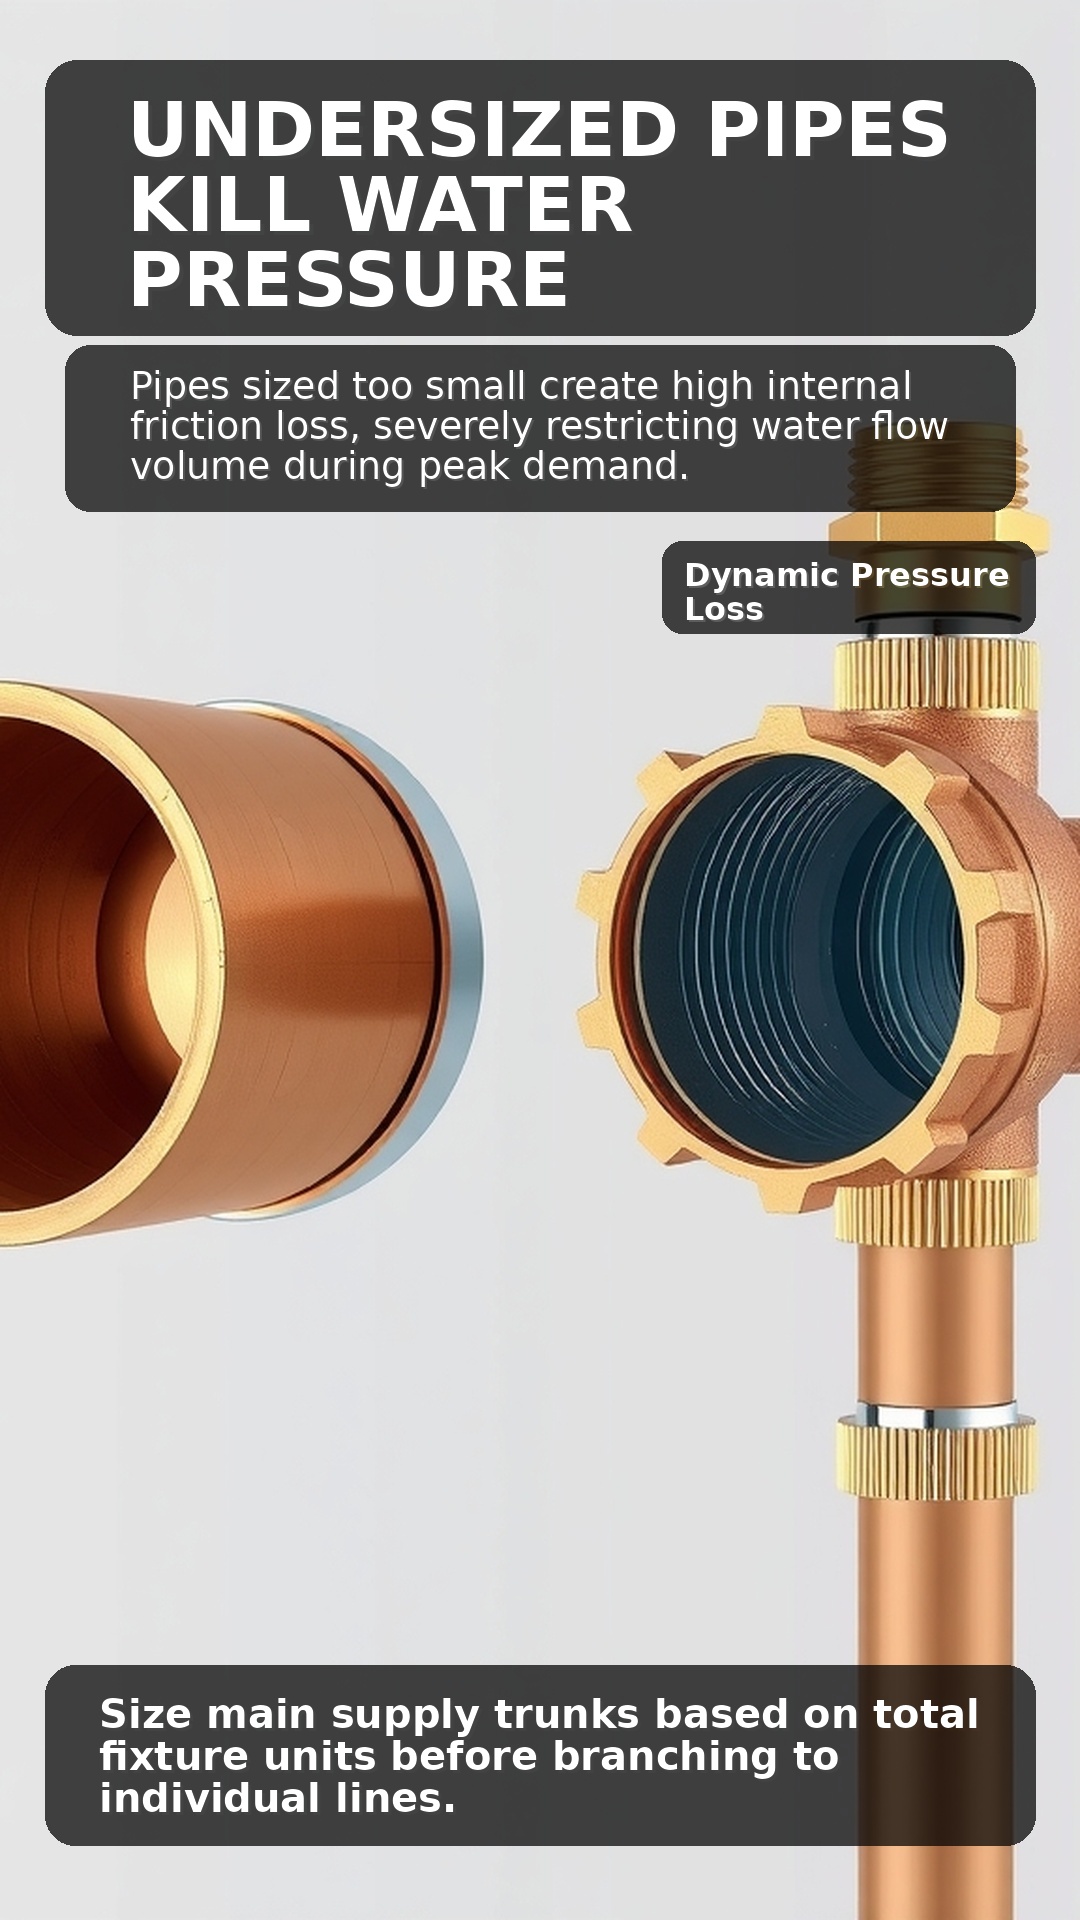 UNDERSIZED PIPES
KILL WATER
PRESSURE
Pipes sized too small create high internal
friction loss, severely restricting water flow
volume during peak demand.
Dynamic Pressure
Loss
Size main supply trunks based on total
fixture units before branching to
individual lines.